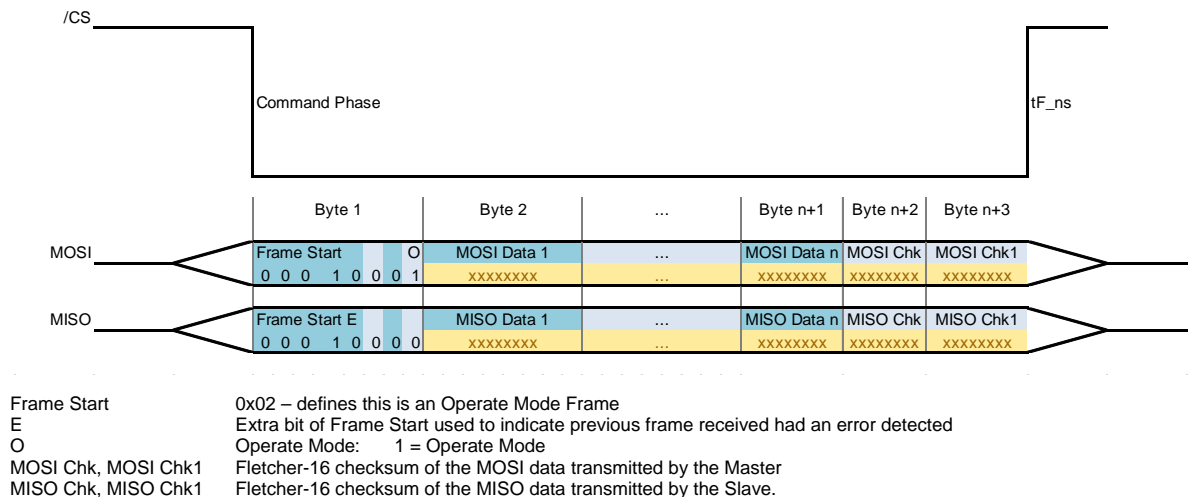 /CS
Command Phase
tF_ns
Byte 1 Byte 2 ... Byte n+1 Byte n+2 Byte n+3
MOSI Frame Start O MOSI Data 1 ... MOSI Data n MOSI Chk MOSI Chk1
0 0 0 1 0 0 0 1 xxxxxxxx ... xxxxxxxx xxxxxxxx xxxxxxxx
MISO Frame Start E MISO Data 1 ... MISO Data n MISO Chk MISO Chk1
0 0 0 1 0 0 0 0 xxxxxxxx ... xxxxxxxx xxxxxxxx xxxxxxxx
Frame Start 0x02 – defines this is an Operate Mode Frame
E Extra bit of Frame Start used to indicate previous frame received had an error detected
O Operate Mode: 1 = Operate Mode
MOSI Chk, MOSI Chk1 Fletcher-16 checksum of the MOSI data transmitted by the Master
MISO Chk, MISO Chk1 Fletcher-16 checksum of the MISO data transmitted by the Slave.